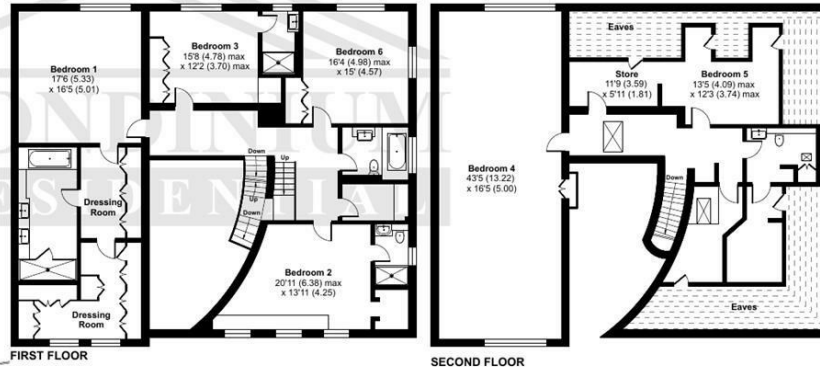 Bedroom 1
17'6 (5.33)
x 16'5 (5.01)
Bedroom 3
15'8 (4.78) max
x 12'2 (3.70) max
Bedroom 6
16'4 (4.98) max
x 15' (4.57)
Down
Up
Up
Down
Dressing
Room
Dressing
Room
Bedroom 2
20'11 (6.38) max
x 13'11 (4.25)
FIRST FLOOR
Eaves
Store
11'9 (3.59)
x 5'11 (1.81)
Bedroom 5
13'5 (4.09) max
x 12'3 (3.74) max
Bedroom 4
43'5 (13.22)
x 16'5 (5.00)
Down
Eaves
SECOND FLOOR
ONDINIUM
RESIDENTIAL